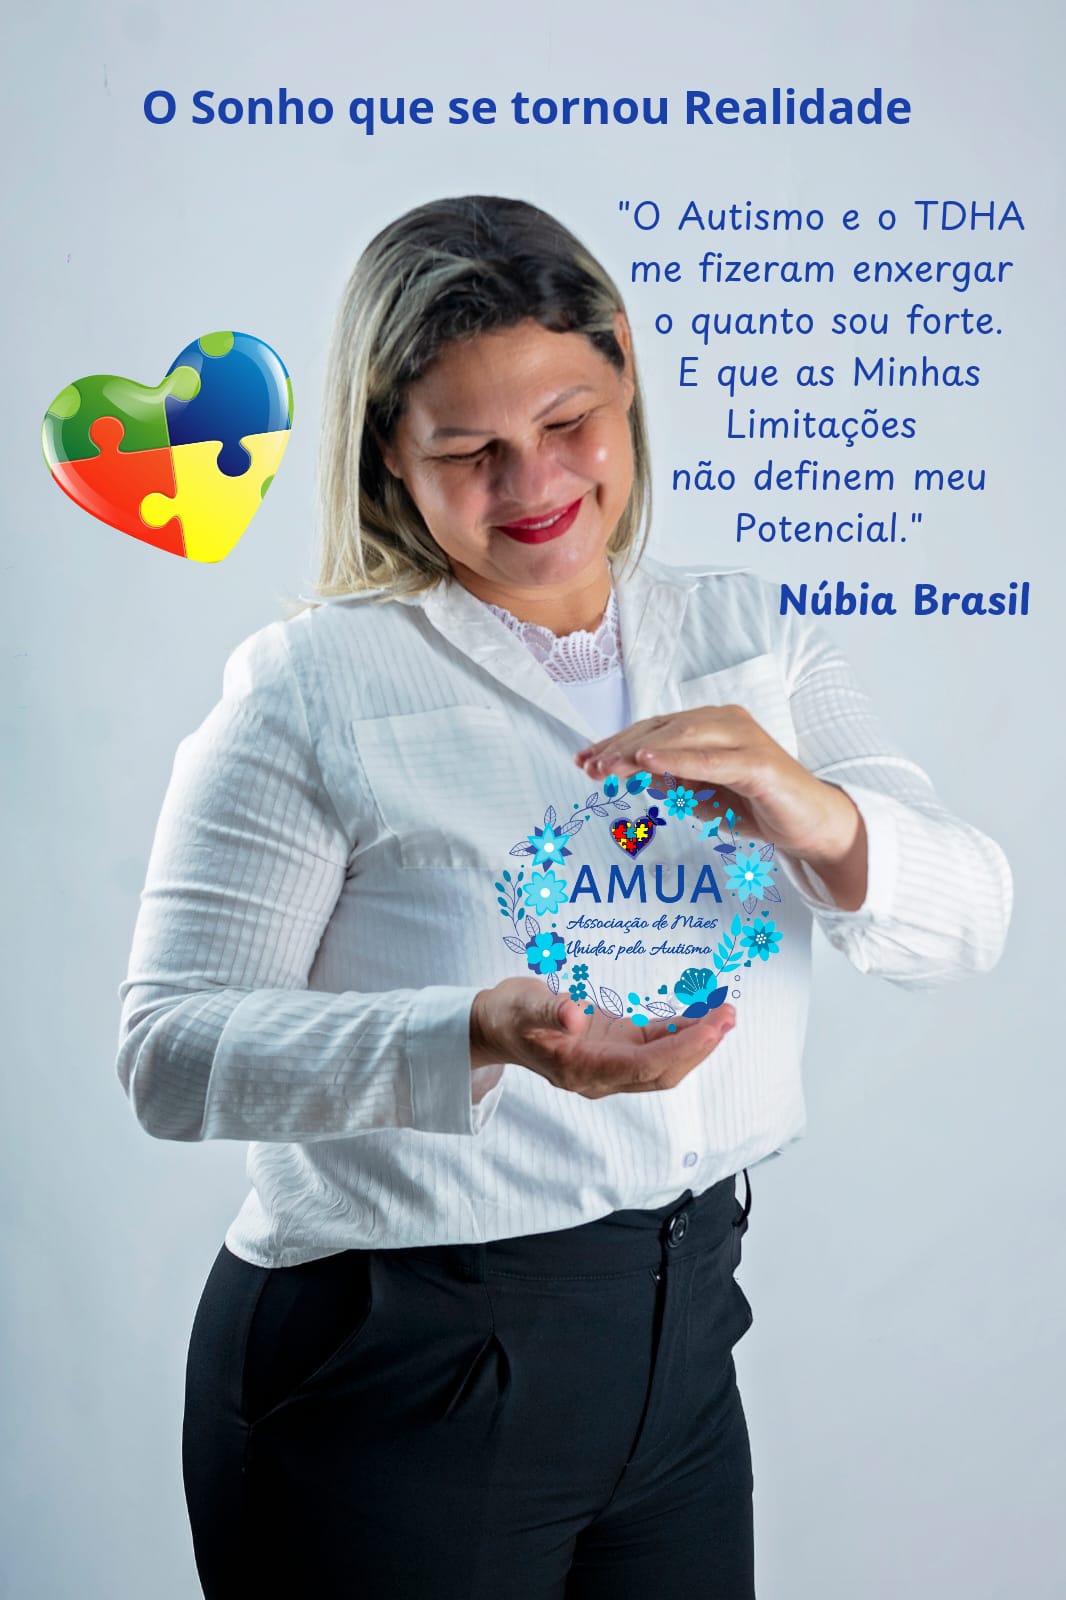 O Sonho que se tornou Realidade
"O Autismo e o TDHA
me fizeram enxergar
o quanto sou forte.
E que as Minhas
Limitações
não definem meu
Potencial."
Núbia Brasil
AMUA
Associação de Mães
Unidas pelo Autismo